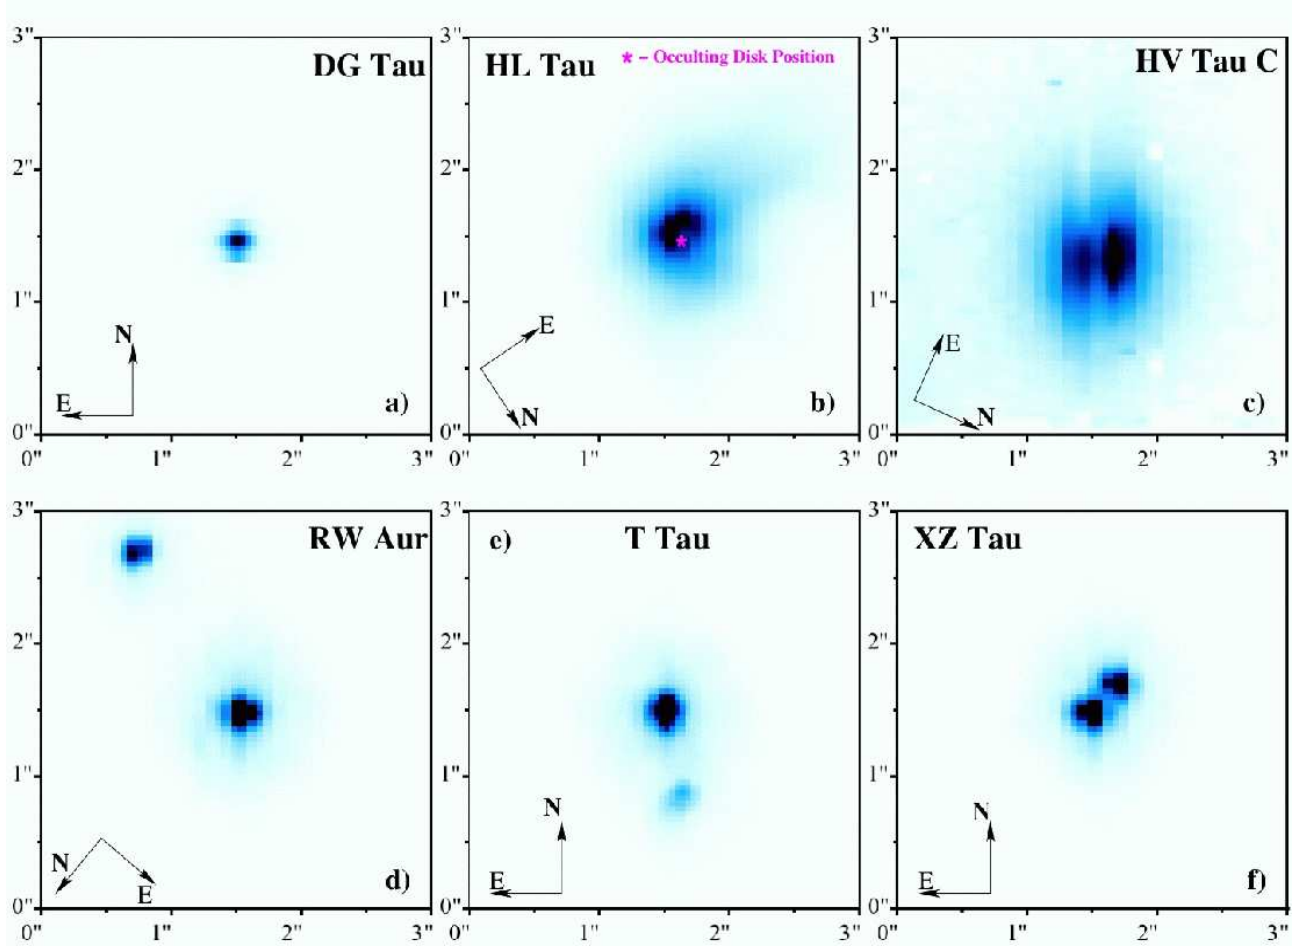 3" DG Tau
2"
1"
N
E
a)
0"
0" 1" 2" 3"
3" HL Tau * – Occulting Disk Position
2"
1"
E
N
b)
0"
0" 1" 2" 3"
3" HV Tau C
2"
1"
E
N
c)
0"
0" 1" 2" 3"
3" RW Aur
2"
1"
N
E
d)
0"
0" 1" 2" 3"
3" e) T Tau
2"
1"
N
E
0"
0" 1" 2" 3"
3" XZ Tau
2"
1"
N
E
f)
0"
0" 1" 2" 3"